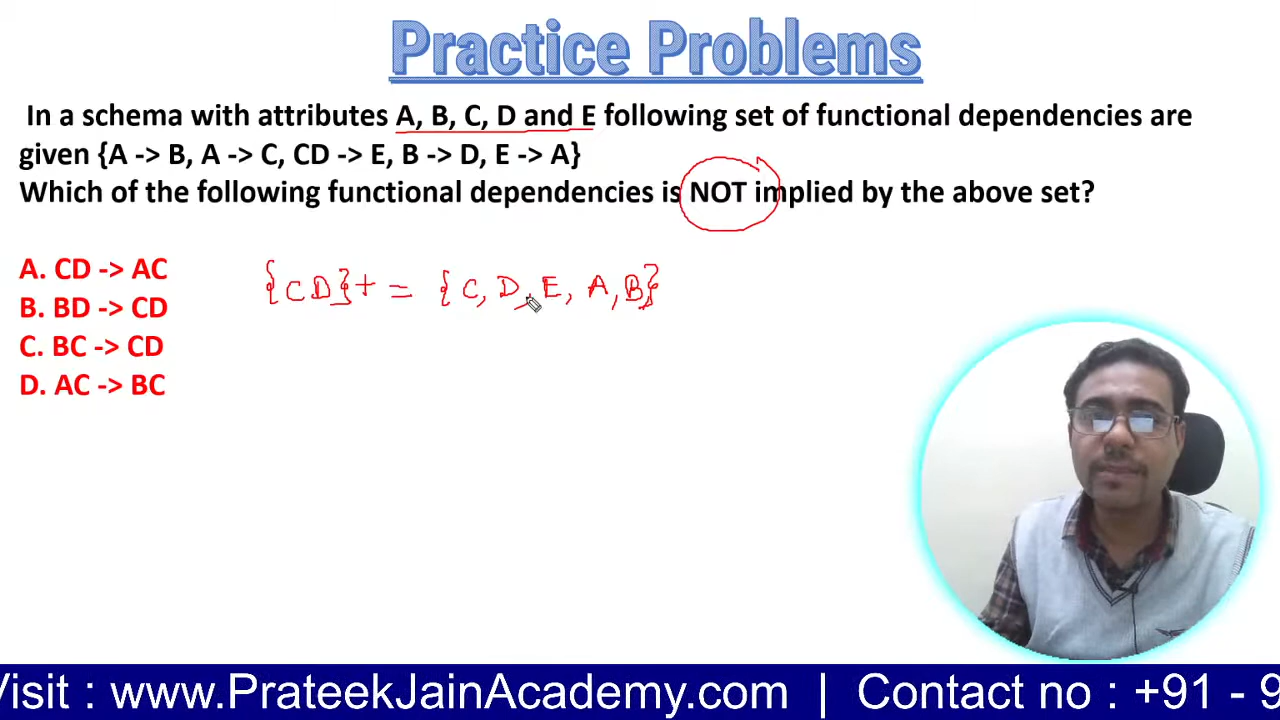 Practice Problems
In a schema with attributes A, B, C, D and E following set of functional dependencies are
given {A -> B, A -> C, CD -> E, B -> D, E -> A}
Which of the following functional dependencies is NOT implied by the above set?
A. CD -> AC
B. BD -> CD
C. BC -> CD
D. AC -> BC
{CD}+ = {C, D, E, A, B}
Visit : www.PrateekJainAcademy.com | Contact no : +91 - 9